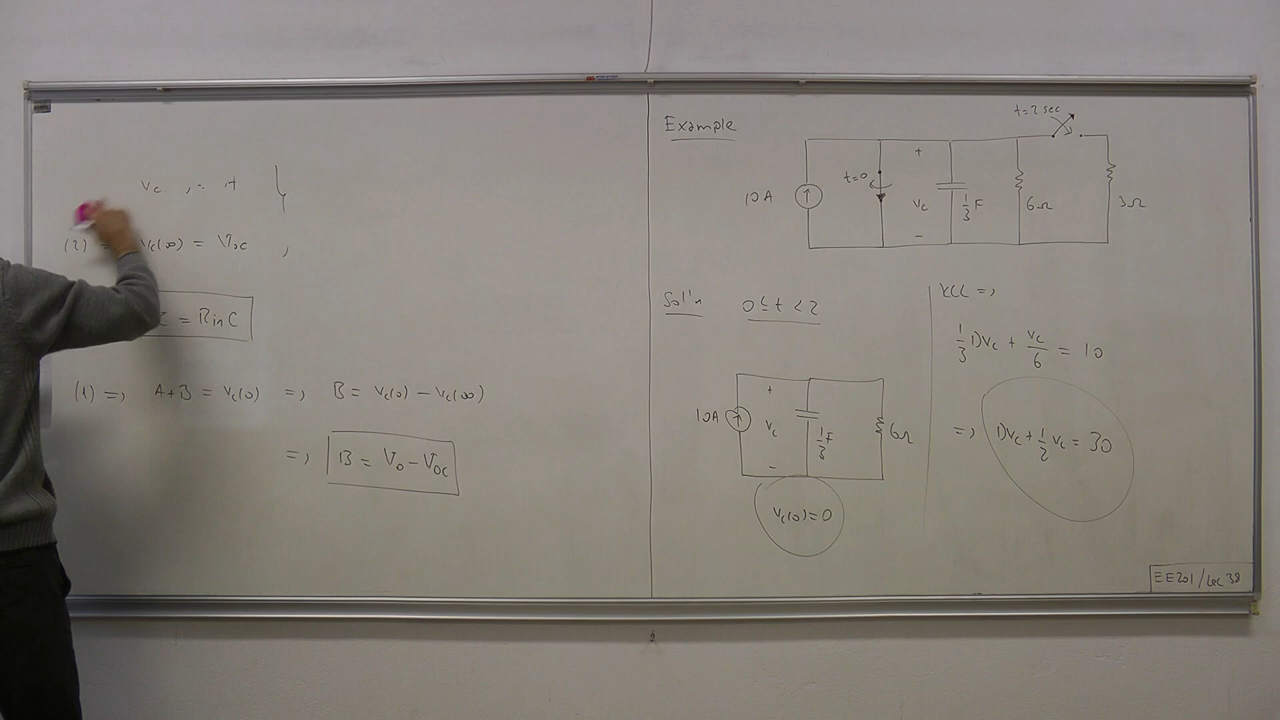 (2) vc(∞) = Voc ,
= Rin C
(1) =, A+B = vc(0) =, B = vc(0) - vc(∞)
=, B = Vo - Voc
Example
t=2 sec
10A
t=0
+
vc
-
1/3 F
6Ω
3Ω
Sol'n 0≤t<2
10A
+
vc
-
1/3 F
6Ω
vc(0)=0
KCL =,
1/3 Dvc + vc/6 = 10
=, Dvc + 1/2 vc = 30
EE201/Lec 38